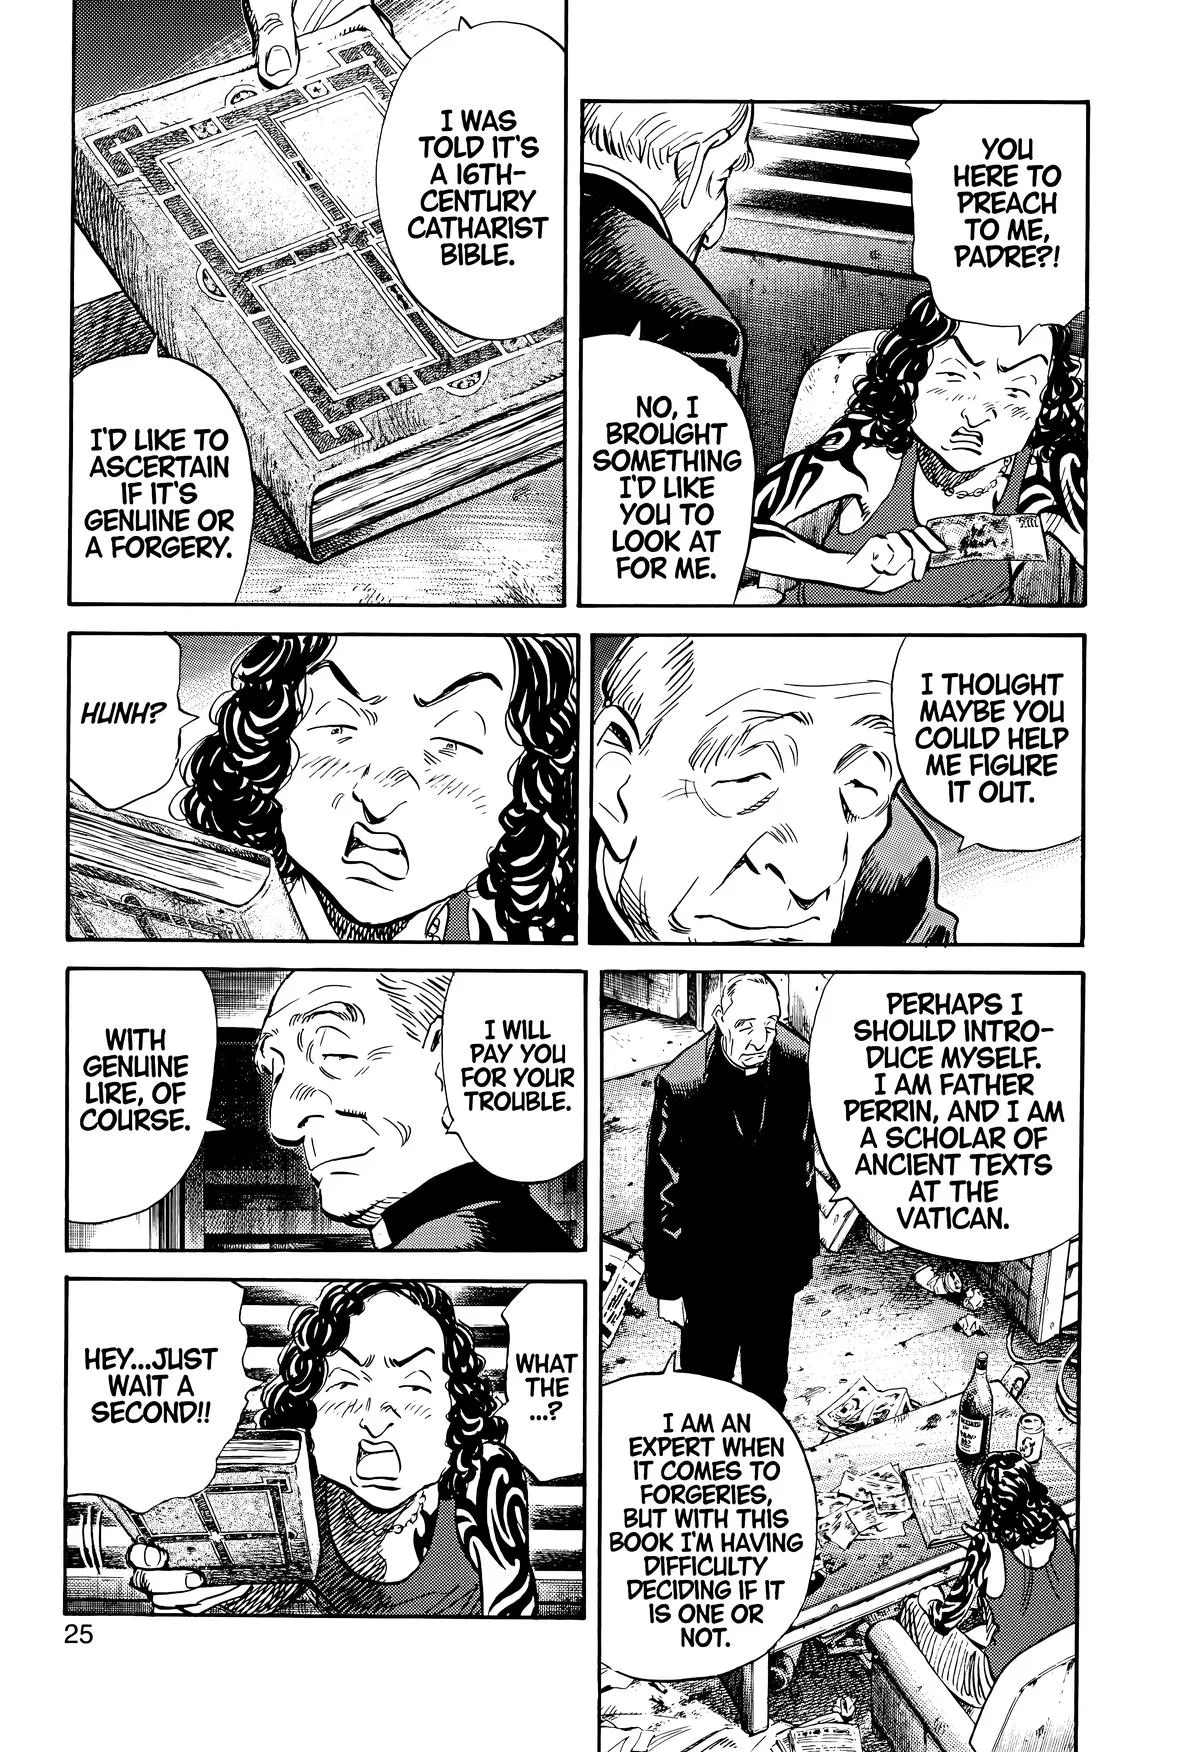 YOU
HERE TO
PREACH
TO ME,
PADRE?!
NO, I
BROUGHT
SOMETHING
I'D LIKE
YOU TO
LOOK AT
FOR ME.
I WAS
TOLD IT'S
A 16TH-
CENTURY
CATHARIST
BIBLE.
I'D LIKE TO
ASCERTAIN
IF IT'S
GENUINE OR
A FORGERY.
I THOUGHT
MAYBE YOU
COULD HELP
ME FIGURE
IT OUT.
HUNH?
PERHAPS I
SHOULD INTRO-
DUCE MYSELF.
I AM FATHER
PERRIN, AND I AM
A SCHOLAR OF
ANCIENT TEXTS
AT THE
VATICAN.
I AM AN
EXPERT WHEN
IT COMES TO
FORGERIES,
BUT WITH THIS
BOOK I'M HAVING
DIFFICULTY
DECIDING IF IT
IS ONE OR
NOT.
I WILL
PAY YOU
FOR YOUR
TROUBLE.
WITH
GENUINE
LIRE, OF
COURSE.
WHAT
THE
...?
HEY...JUST
WAIT A
SECOND!!
25